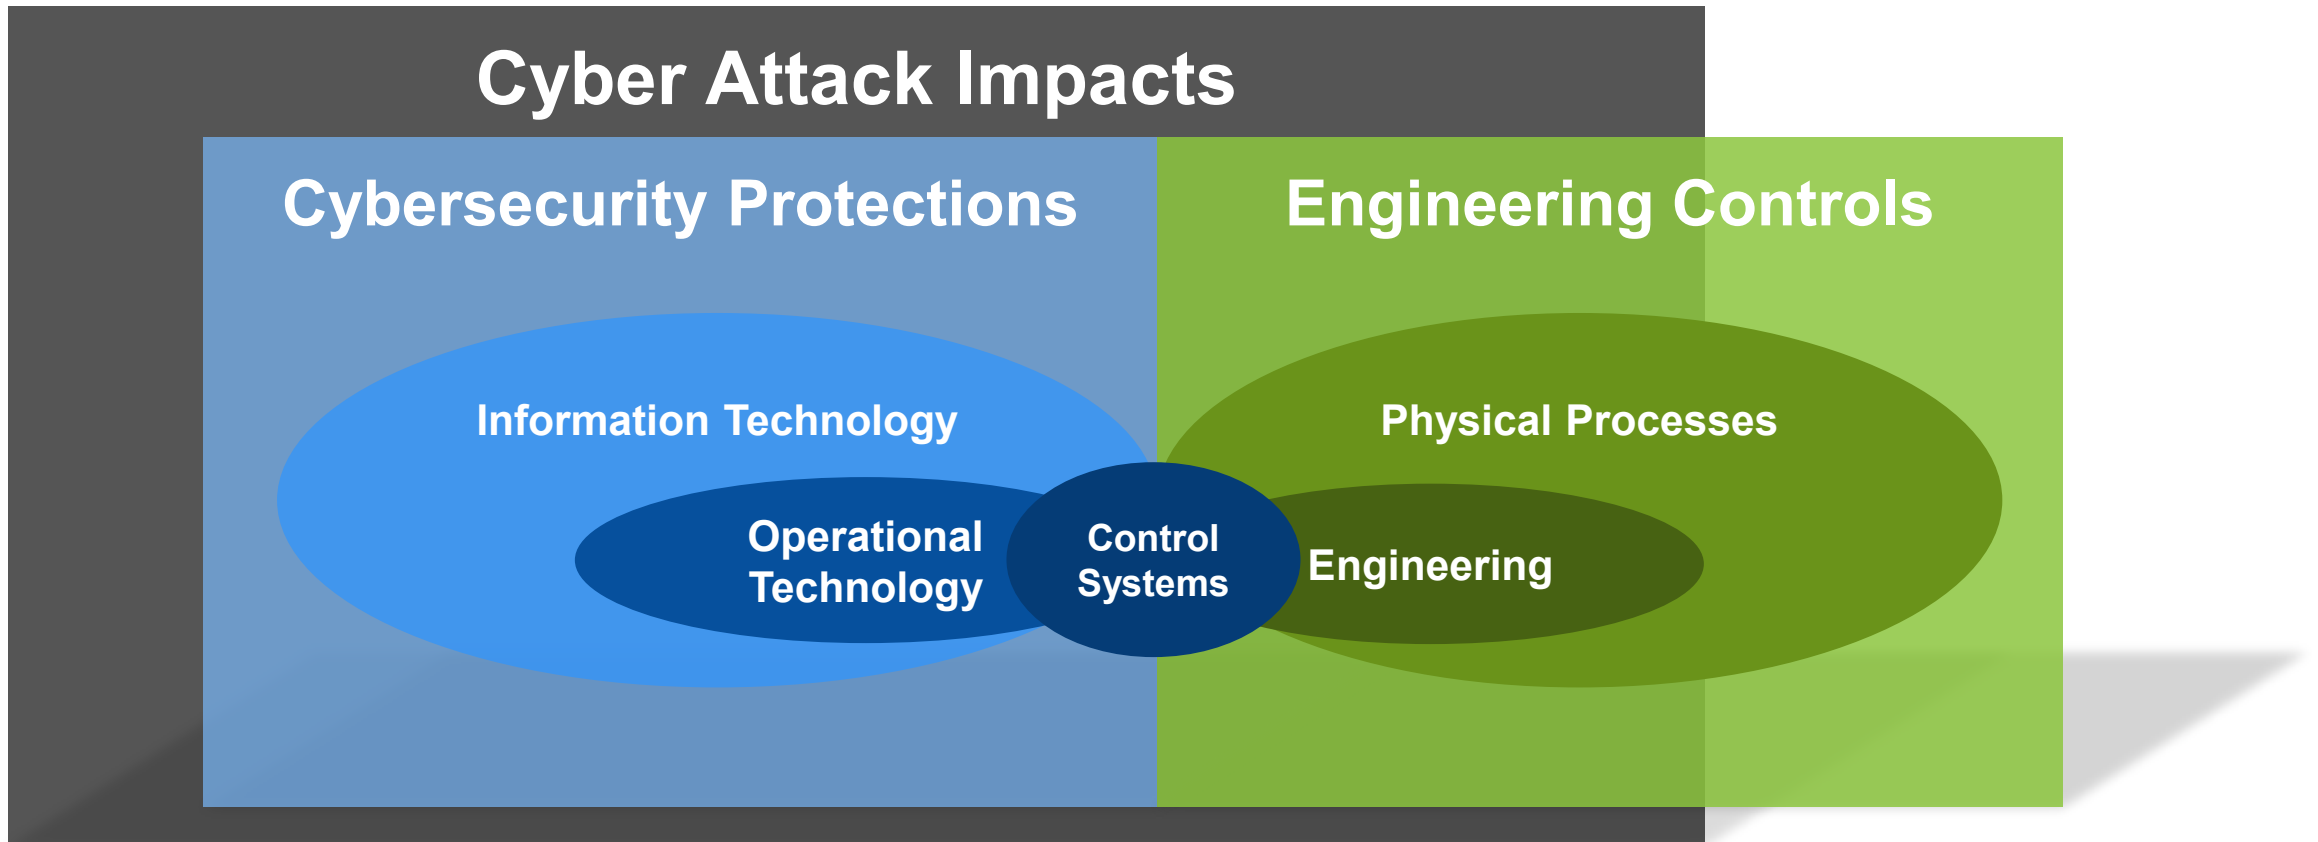 Cyber Attack Impacts
Cybersecurity Protections
Engineering Controls
Information Technology
Physical Processes
Operational
Technology
Control
Systems
Engineering